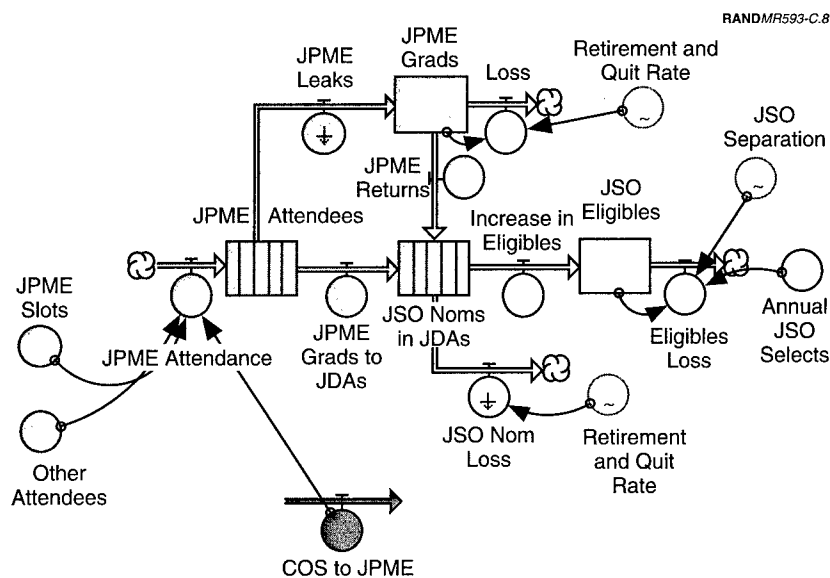 RANDMR593-C.8
JPME
Leaks
JPME
Grads
Loss
Retirement and
Quit Rate
JSO
Separation
JPME
Returns
JSO
Eligibles
JPME Attendees
Increase in
Eligibles
JPME
Slots
JPME Attendance
JPME
Grads to
JDAs
JSO Noms
in JDAs
Eligibles
Loss
Annual
JSO
Selects
Other
Attendees
JSO Nom
Loss
Retirement
and Quit
Rate
COS to JPME